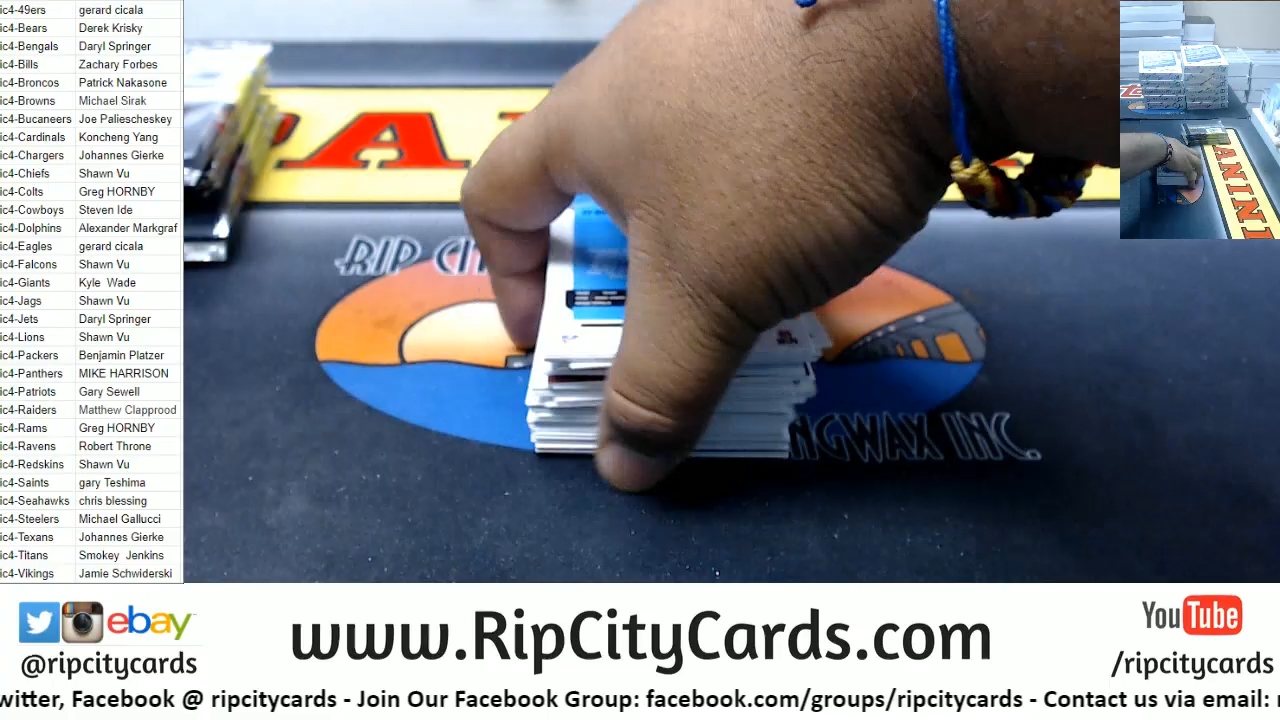 ic4-49ers gerard cicala
ic4-Bears Derek Krisky
ic4-Bengals Daryl Springer
ic4-Bills Zachary Forbes
ic4-Broncos Patrick Nakasone
ic4-Browns Michael Sirak
ic4-Bucaneers Joe Paliescheskey
ic4-Cardinals Koncheng Yang
ic4-Chargers Johannes Gierke
ic4-Chiefs Shawn Vu
ic4-Colts Greg HORNBY
ic4-Cowboys Steven Ide
ic4-Dolphins Alexander Markgraf
ic4-Eagles gerard cicala
ic4-Falcons Shawn Vu
ic4-Giants Kyle Wade
ic4-Jags Shawn Vu
ic4-Jets Daryl Springer
ic4-Lions Shawn Vu
ic4-Packers Benjamin Platzer
ic4-Panthers MIKE HARRISON
ic4-Patriots Gary Sewell
ic4-Raiders Matthew Clapprood
ic4-Rams Greg HORNBY
ic4-Ravens Robert Throne
ic4-Redskins Shawn Vu
ic4-Saints gary Teshima
ic4-Seahawks chris blessing
ic4-Steelers Michael Gallucci
ic4-Texans Johannes Gierke
ic4-Titans Smokey Jenkins
ic4-Vikings Jamie Schwiderski
RIP CI
NGWAX INC.
PANINI
ebay
@ripcitycards
www.RipCityCards.com
YouTube
/ripcitycards
witter, Facebook @ ripcitycards - Join Our Facebook Group: facebook.com/groups/ripcitycards - Contact us via email: